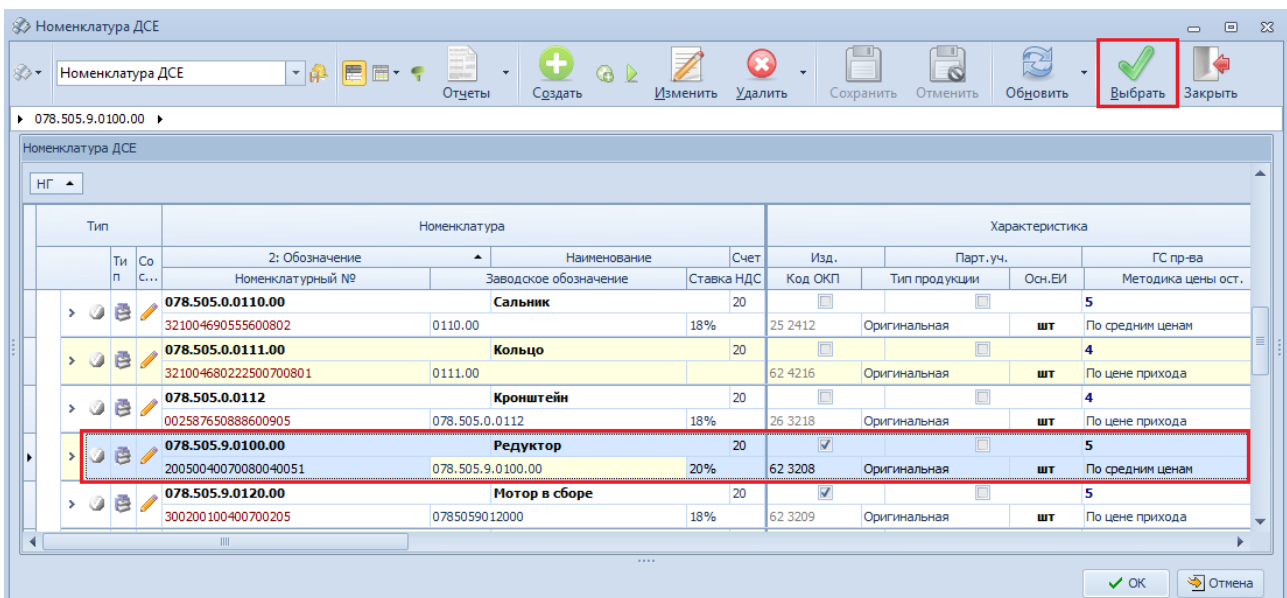 Номенклатура ДСЕ
Номенклатура ДСЕ
Отчеты Создать Изменить Удалить Сохранить Отменить Обновить Выбрать Закрыть
078.505.9.0100.00
Номенклатура ДСЕ
НГ
Тип Номенклатура Характеристика
Ти п Со с... 2: Обозначение Наименование Счет Изд. Парт.уч. ГС пр-ва
Номенклатурный № Заводское обозначение Ставка НДС Код ОКП Тип продукции Осн.ЕИ Методика цены ост.
078.505.0.0110.00 Сальник 20 5
321004690555600802 0110.00 18% 25 2412 Оригинальная шт По средним ценам
078.505.0.0111.00 Кольцо 20 4
321004680222500700801 0111.00 62 4216 Оригинальная шт По цене прихода
078.505.0.0112 Кронштейн 20 4
002587650888600905 078.505.0.0112 18% 26 3218 Оригинальная шт По цене прихода
078.505.9.0100.00 Редуктор 20 5
20050040070080040051 078.505.9.0100.00 20% 62 3208 Оригинальная шт По средним ценам
078.505.9.0120.00 Мотор в сборе 20 5
300200100400700205 0785059012000 18% 62 3209 Оригинальная шт По цене прихода
ОК Отмена